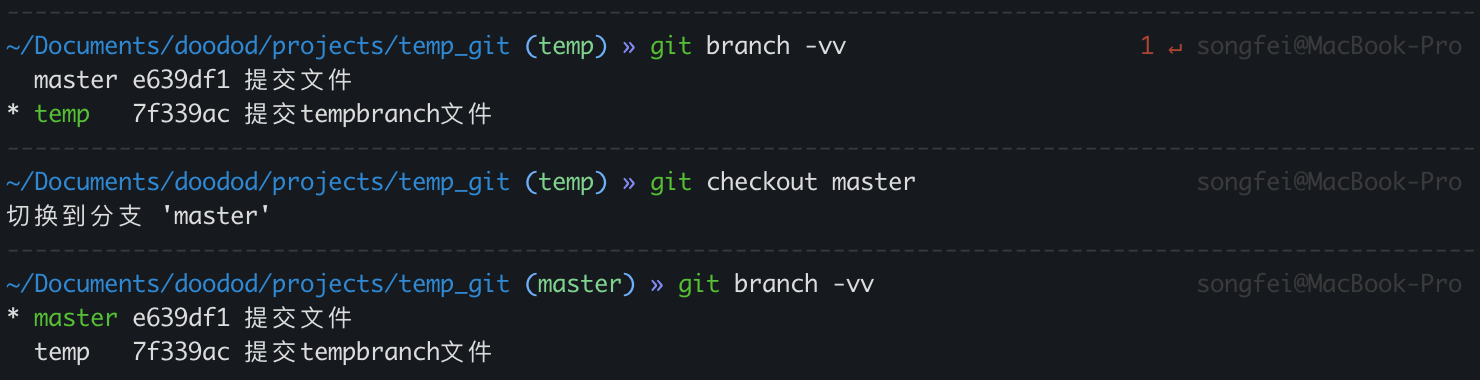 ~/Documents/doodod/projects/temp_git (temp) » git branch -vv 1 ↵ songfei@MacBook-Pro
  master e639df1 提交文件
* temp   7f339ac 提交tempbranch文件
~/Documents/doodod/projects/temp_git (temp) » git checkout master songfei@MacBook-Pro
切换到分支 'master'
~/Documents/doodod/projects/temp_git (master) » git branch -vv songfei@MacBook-Pro
* master e639df1 提交文件
  temp   7f339ac 提交tempbranch文件